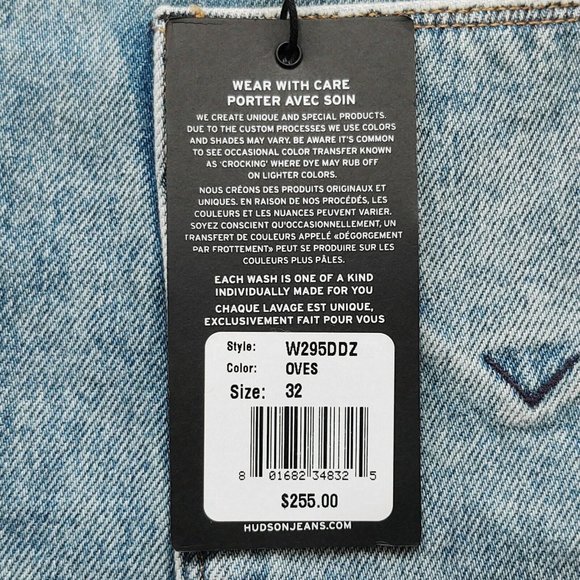 WEAR WITH CARE
PORTER AVEC SOIN
WE CREATE UNIQUE AND SPECIAL PRODUCTS.
DUE TO THE CUSTOM PROCESSES WE USE COLORS
AND SHADES MAY VARY. BE AWARE IT'S COMMON
TO SEE OCCASIONAL COLOR TRANSFER KNOWN
AS 'CROCKING' WHERE DYE MAY RUB OFF
ON LIGHTER COLORS.
NOUS CRÉONS DES PRODUITS ORIGINAUX ET
UNIQUES. EN RAISON DE NOS PROCÉDÉS, LES
COULEURS ET LES NUANCES PEUVENT VARIER.
SOYEZ CONSCIENT QU'OCCASIONNELLEMENT, UN
TRANSFERT DE COULEURS APPELÉ «DÉGORGEMENT
PAR FROTTEMENT» PEUT SE PRODUIRE SUR LES
COULEURS PLUS PÂLES.
EACH WASH IS ONE OF A KIND
INDIVIDUALLY MADE FOR YOU
CHAQUE LAVAGE EST UNIQUE,
EXCLUSIVEMENT FAIT POUR VOUS
Style: W295DDZ
Color: OVES
Size: 32
8 01682 34832 5
$255.00
HUDSONJEANS.COM